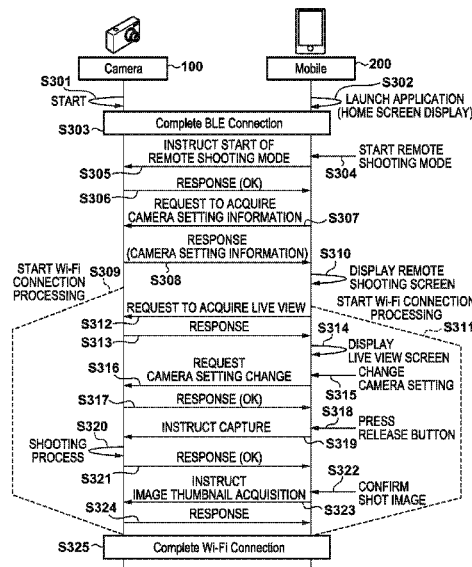 Camera
100
Mobile
200
S301
START
S302
LAUNCH APPLICATION
(HOME SCREEN DISPLAY)
S303
Complete BLE Connection
INSTRUCT START OF
REMOTE SHOOTING MODE
S305
START REMOTE
SHOOTING MODE
S304
RESPONSE (OK)
S306
REQUEST TO ACQUIRE
CAMERA SETTING INFORMATION
S307
RESPONSE
(CAMERA SETTING INFORMATION)
S308
S309
START Wi-Fi
CONNECTION
PROCESSING
S310
DISPLAY REMOTE
SHOOTING SCREEN
START Wi-Fi CONNECTION
PROCESSING
S311
REQUEST TO ACQUIRE LIVE VIEW
S312
RESPONSE
S313
S314
DISPLAY
LIVE VIEW SCREEN
S316
REQUEST
CAMERA SETTING CHANGE
CHANGE
CAMERA SETTING
S315
S317
RESPONSE (OK)
S318
PRESS
RELEASE BUTTON
S320
INSTRUCT CAPTURE
S319
SHOOTING
PROCESS
RESPONSE (OK)
S321
S322
INSTRUCT
IMAGE THUMBNAIL ACQUISITION
CONFIRM
SHOT IMAGE
S323
S324
RESPONSE
S325
Complete Wi-Fi Connection